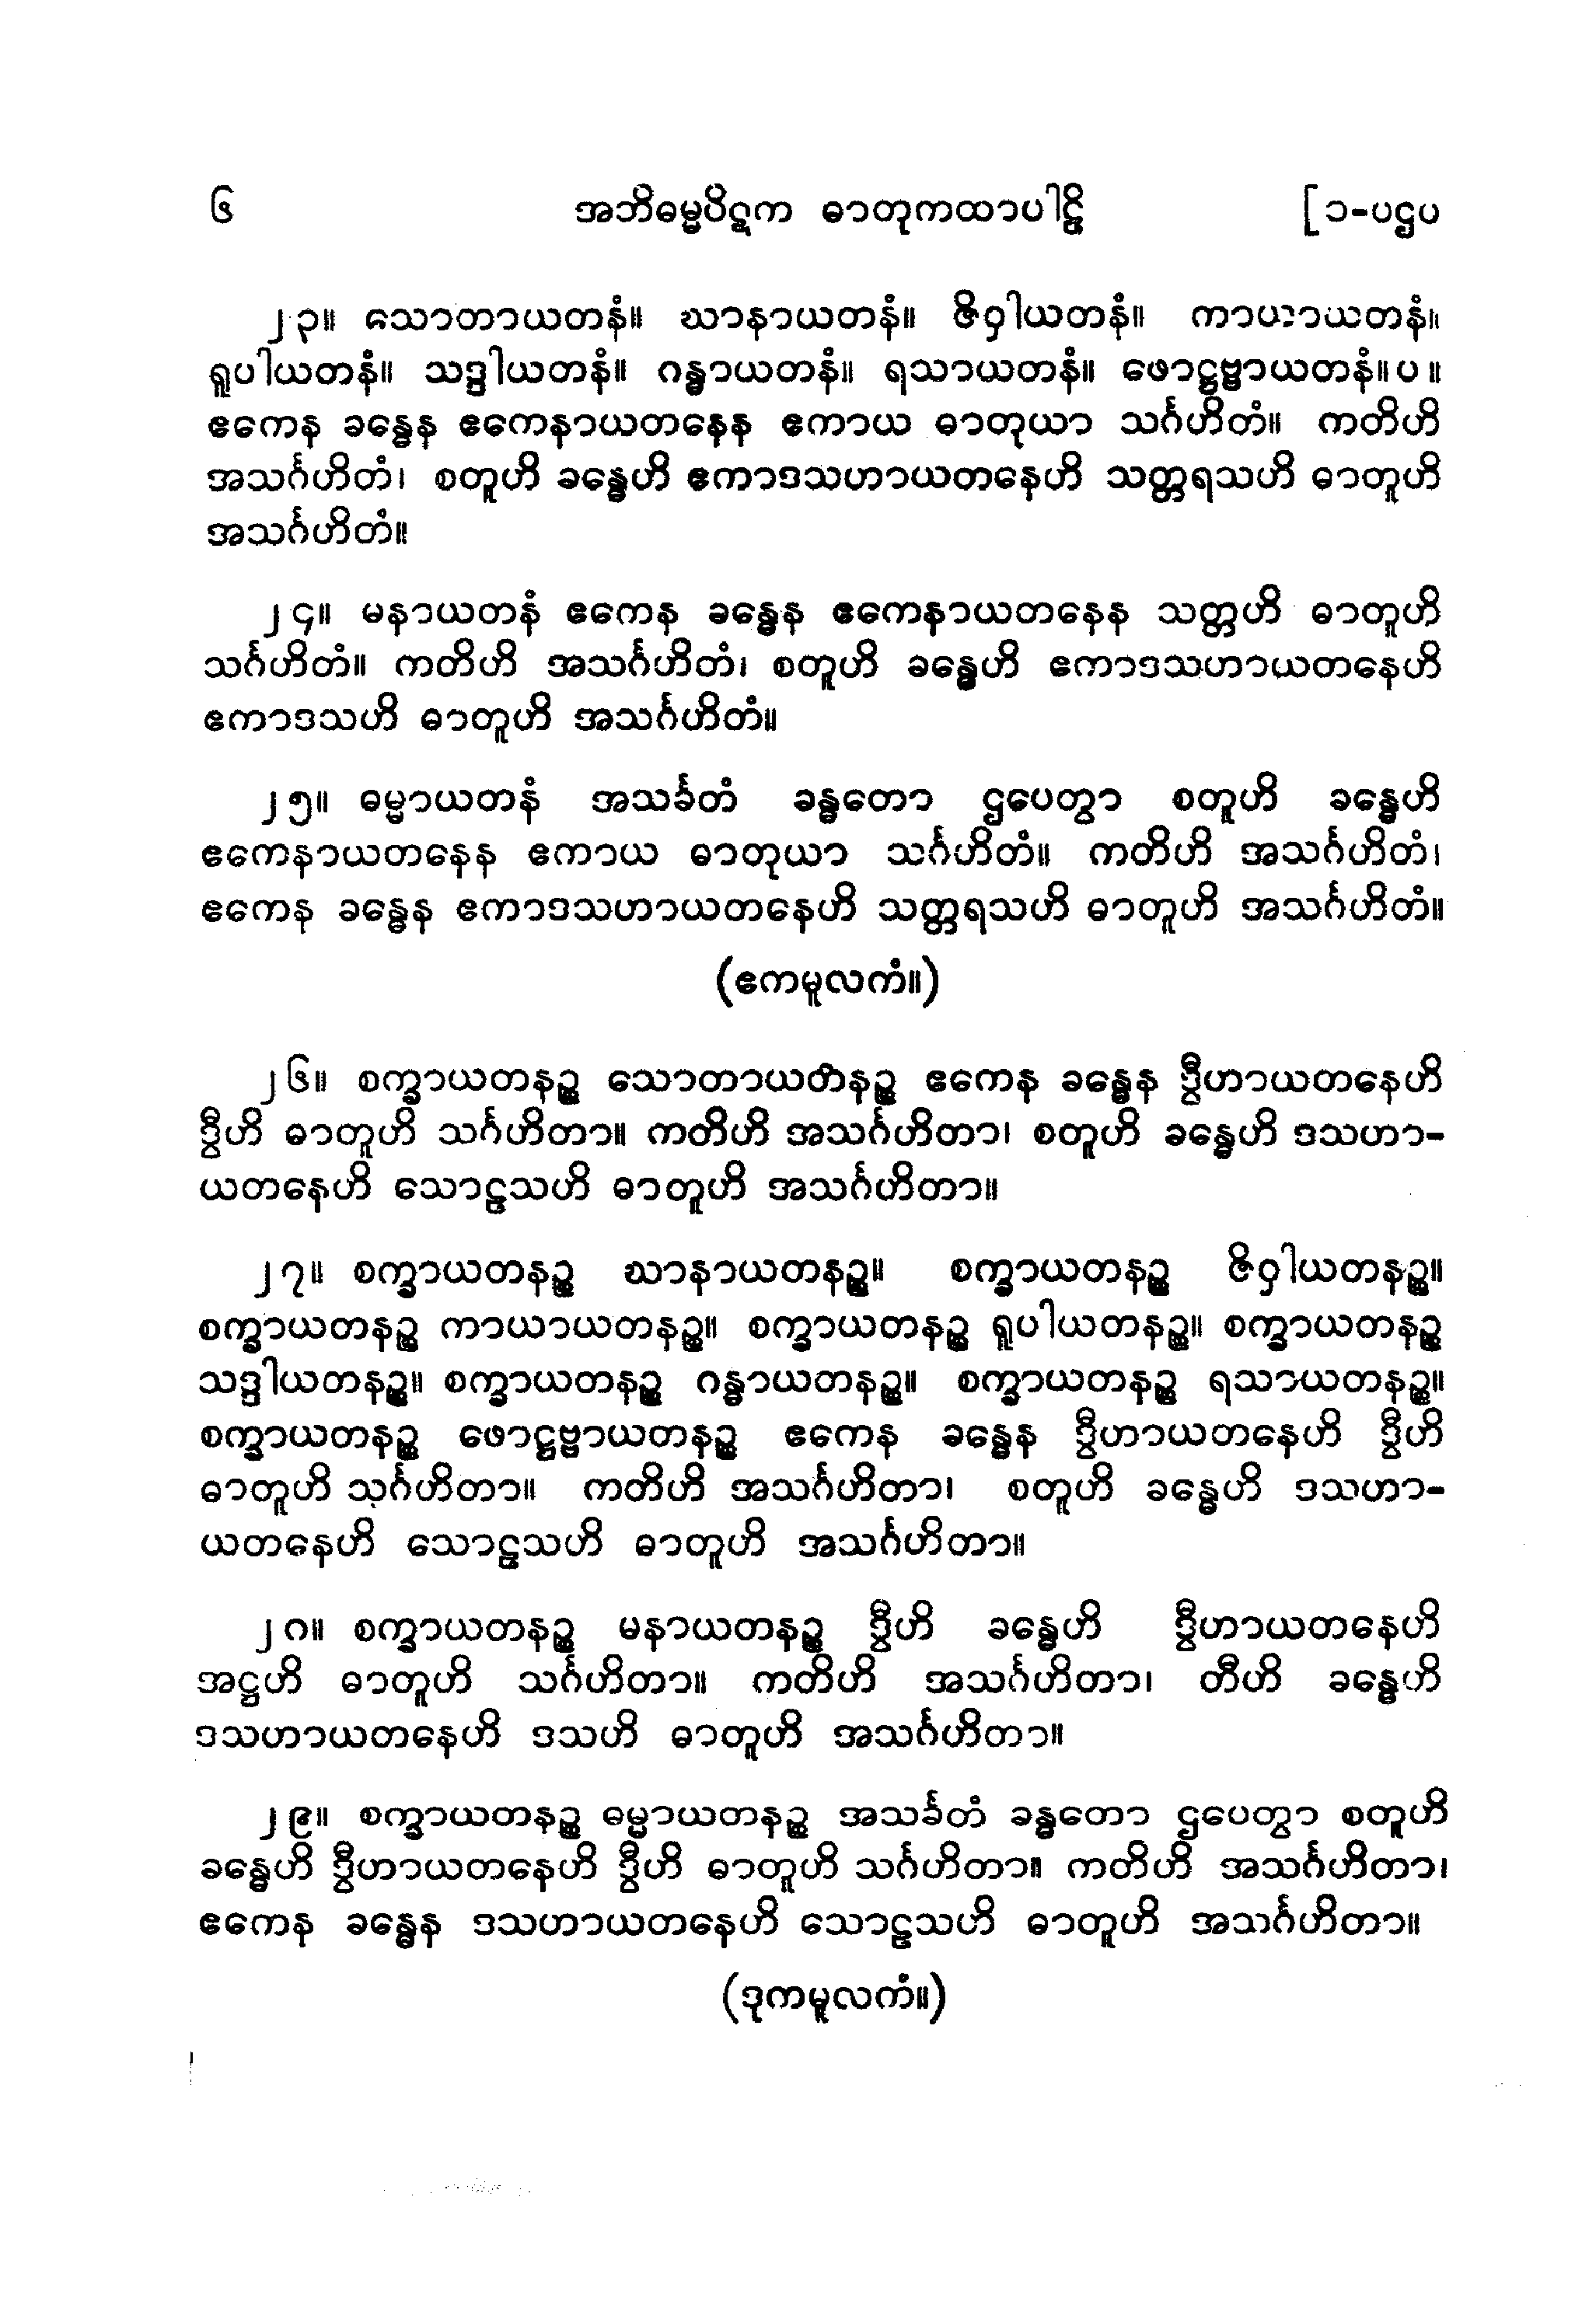 ၆ အဘိဓမ္မပိဋက ဓာတုကထာပါဠိ [၁-ပဌပ
၂၃။ သောတာယတနံ။ ဃာနာယတနံ။ ဇိဝှါယတနံ။ ကာယာယတနံ။
ရူပါယတနံ။ သဒ္ဒါယတနံ။ ဂန္ဓာယတနံ။ ရသာယတနံ။ ဖောဋ္ဌဗ္ဗာယတနံ။ပ။
ဧကေန ခန္ဓေန ဧကေနာယတနေန ဧကာယ ဓာတုယာ သင်္ဂဟိတံ။ ကတိဟိ
အသင်္ဂဟိတံ၊ စတူဟိ ခန္ဓေဟိ ဧကာဒသဟာယတနေဟိ သတ္တရသဟိ ဓာတူဟိ
အသင်္ဂဟိတံ။
၂၄။ မနာယတနံ ဧကေန ခန္ဓေန ဧကေနာယတနေန သတ္တဟိ ဓာတူဟိ
သင်္ဂဟိတံ။ ကတိဟိ အသင်္ဂဟိတံ၊ စတူဟိ ခန္ဓေဟိ ဧကာဒသဟာယတနေဟိ
ဧကာဒသဟိ ဓာတူဟိ အသင်္ဂဟိတံ။
၂၅။ ဓမ္မာယတနံ အသင်္ခတံ ခန္ဓတော ဌပေတွာ စတူဟိ ခန္ဓေဟိ
ဧကေနာယတနေန ဧကာယ ဓာတုယာ သင်္ဂဟိတံ။ ကတိဟိ အသင်္ဂဟိတံ၊
ဧကေန ခန္ဓေန ဧကာဒသဟာယတနေဟိ သတ္တရသဟိ ဓာတူဟိ အသင်္ဂဟိတံ။
(ဧကမူလကံ။)
၂၆။ စက္ခာယတနဉ္စ သောတာယတနဉ္စ ဧကေန ခန္ဓေန ဒွီဟာယတနေဟိ
ဒွီဟိ ဓာတူဟိ သင်္ဂဟိတာ။ ကတိဟိ အသင်္ဂဟိတာ၊ စတူဟိ ခန္ဓေဟိ ဒသဟာ-
ယတနေဟိ သောဠသဟိ ဓာတူဟိ အသင်္ဂဟိတာ။
၂၇။ စက္ခာယတနဉ္စ ဃာနာယတနဉ္စ။ စက္ခာယတနဉ္စ ဇိဝှါယတနဉ္စ။
စက္ခာယတနဉ္စ ကာယာယတနဉ္စ။ စက္ခာယတနဉ္စ ရူပါယတနဉ္စ။ စက္ခာယတနဉ္စ
သဒ္ဒါယတနဉ္စ။ စက္ခာယတနဉ္စ ဂန္ဓာယတနဉ္စ။ စက္ခာယတနဉ္စ ရသာယတနဉ္စ။
စက္ခာယတနဉ္စ ဖောဋ္ဌဗ္ဗာယတနဉ္စ ဧကေန ခန္ဓေန ဒွီဟာယတနေဟိ ဒွီဟိ
ဓာတူဟိ သင်္ဂဟိတာ။ ကတိဟိ အသင်္ဂဟိတာ၊ စတူဟိ ခန္ဓေဟိ ဒသဟာ-
ယတနေဟိ သောဠသဟိ ဓာတူဟိ အသင်္ဂဟိတာ။
၂၈။ စက္ခာယတနဉ္စ မနာယတနဉ္စ ဒွီဟိ ခန္ဓေဟိ ဒွီဟာယတနေဟိ
အဋ္ဌဟိ ဓာတူဟိ သင်္ဂဟိတာ။ ကတိဟိ အသင်္ဂဟိတာ၊ တီဟိ ခန္ဓေဟိ
ဒသဟာယတနေဟိ ဒသဟိ ဓာတူဟိ အသင်္ဂဟိတာ။
၂၉။ စက္ခာယတနဉ္စ ဓမ္မာယတနဉ္စ အသင်္ခတံ ခန္ဓတော ဌပေတွာ စတူဟိ
ခန္ဓေဟိ ဒွီဟာယတနေဟိ ဒွီဟိ ဓာတူဟိ သင်္ဂဟိတာ။ ကတိဟိ အသင်္ဂဟိတာ၊
ဧကေန ခန္ဓေန ဒသဟာယတနေဟိ သောဠသဟိ ဓာတူဟိ အသင်္ဂဟိတာ။
(ဒုကမူလကံ။)